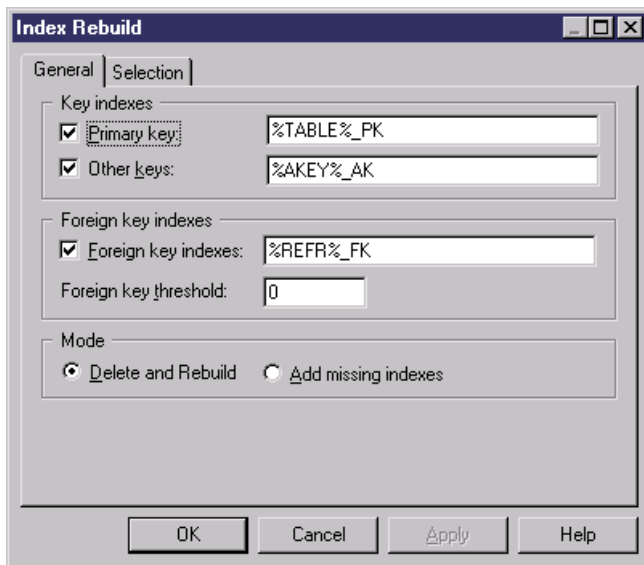 Index Rebuild
General Selection
Key indexes
Primary key: %TABLE%_PK
Other keys: %AKEY%_AK
Foreign key indexes
Foreign key indexes: %REFR%_FK
Foreign key threshold: 0
Mode
Delete and Rebuild Add missing indexes
OK Cancel Apply Help